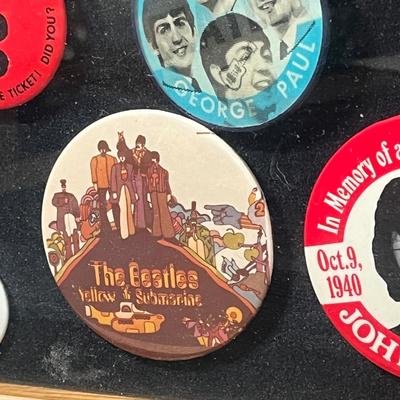 E TICKET! DID YOU?
GEORGE PAUL
The Beatles
Yellow Submarine
In Memory of a
Oct. 9,
1940
JOH